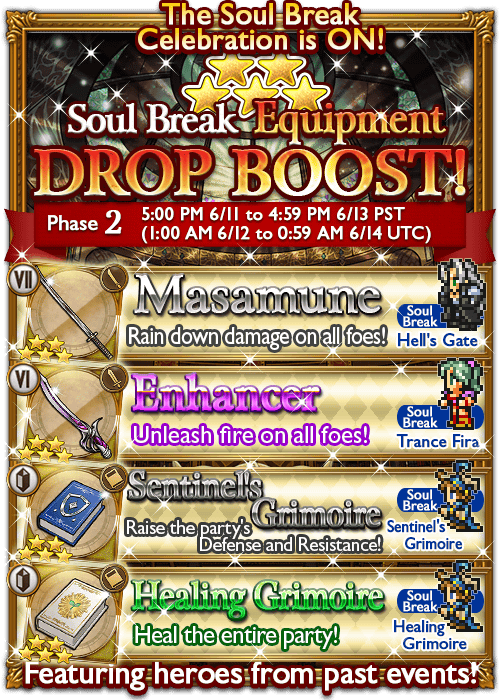 The Soul Break
Celebration is ON!
Soul Break Equipment
DROP BOOST!
Phase 2
5:00 PM 6/11 to 4:59 PM 6/13 PST
(1:00 AM 6/12 to 0:59 AM 6/14 UTC)
VII
Masamune
Rain down damage on all foes!
Soul
Break
Hell's Gate
VI
Enhancer
Unleash fire on all foes!
Soul
Break
Trance Fira
Sentinel's
Grimoire
Raise the party's
Defense and Resistance!
Soul
Break
Sentinel's
Grimoire
Healing Grimoire
Heal the entire party!
Soul
Break
Healing
Grimoire
Featuring heroes from past events!